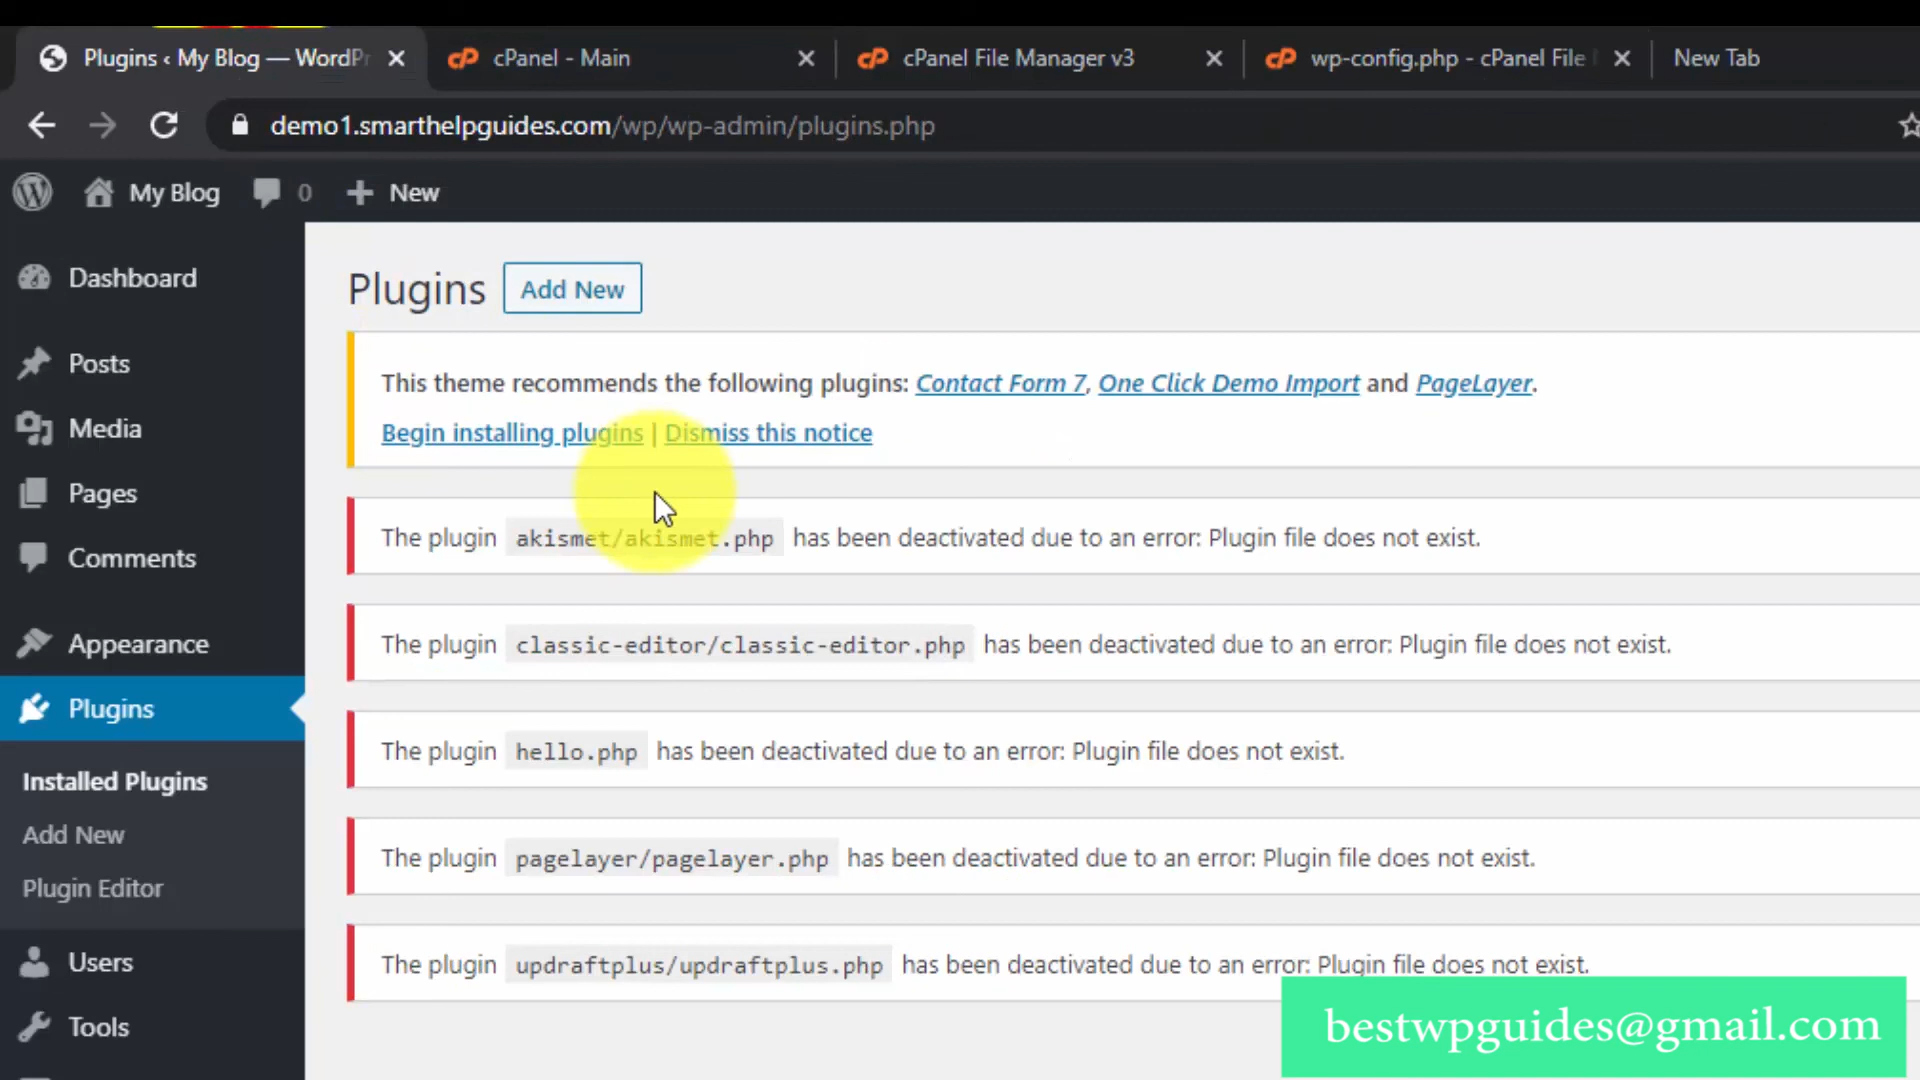 Plugins ‹ My Blog — WordPr
cPanel - Main
cPanel File Manager v3
wp-config.php - cPanel File
New Tab
demo1.smarthelpguides.com/wp/wp-admin/plugins.php
My Blog
0
New
Dashboard
Posts
Media
Pages
Comments
Appearance
Plugins
Installed Plugins
Add New
Plugin Editor
Users
Tools
Plugins
Add New
This theme recommends the following plugins: Contact Form 7, One Click Demo Import and PageLayer.
Begin installing plugins | Dismiss this notice
The plugin akismet/akismet.php has been deactivated due to an error: Plugin file does not exist.
The plugin classic-editor/classic-editor.php has been deactivated due to an error: Plugin file does not exist.
The plugin hello.php has been deactivated due to an error: Plugin file does not exist.
The plugin pagelayer/pagelayer.php has been deactivated due to an error: Plugin file does not exist.
The plugin updraftplus/updraftplus.php has been deactivated due to an error: Plugin file does not exist.
bestwpguides@gmail.com